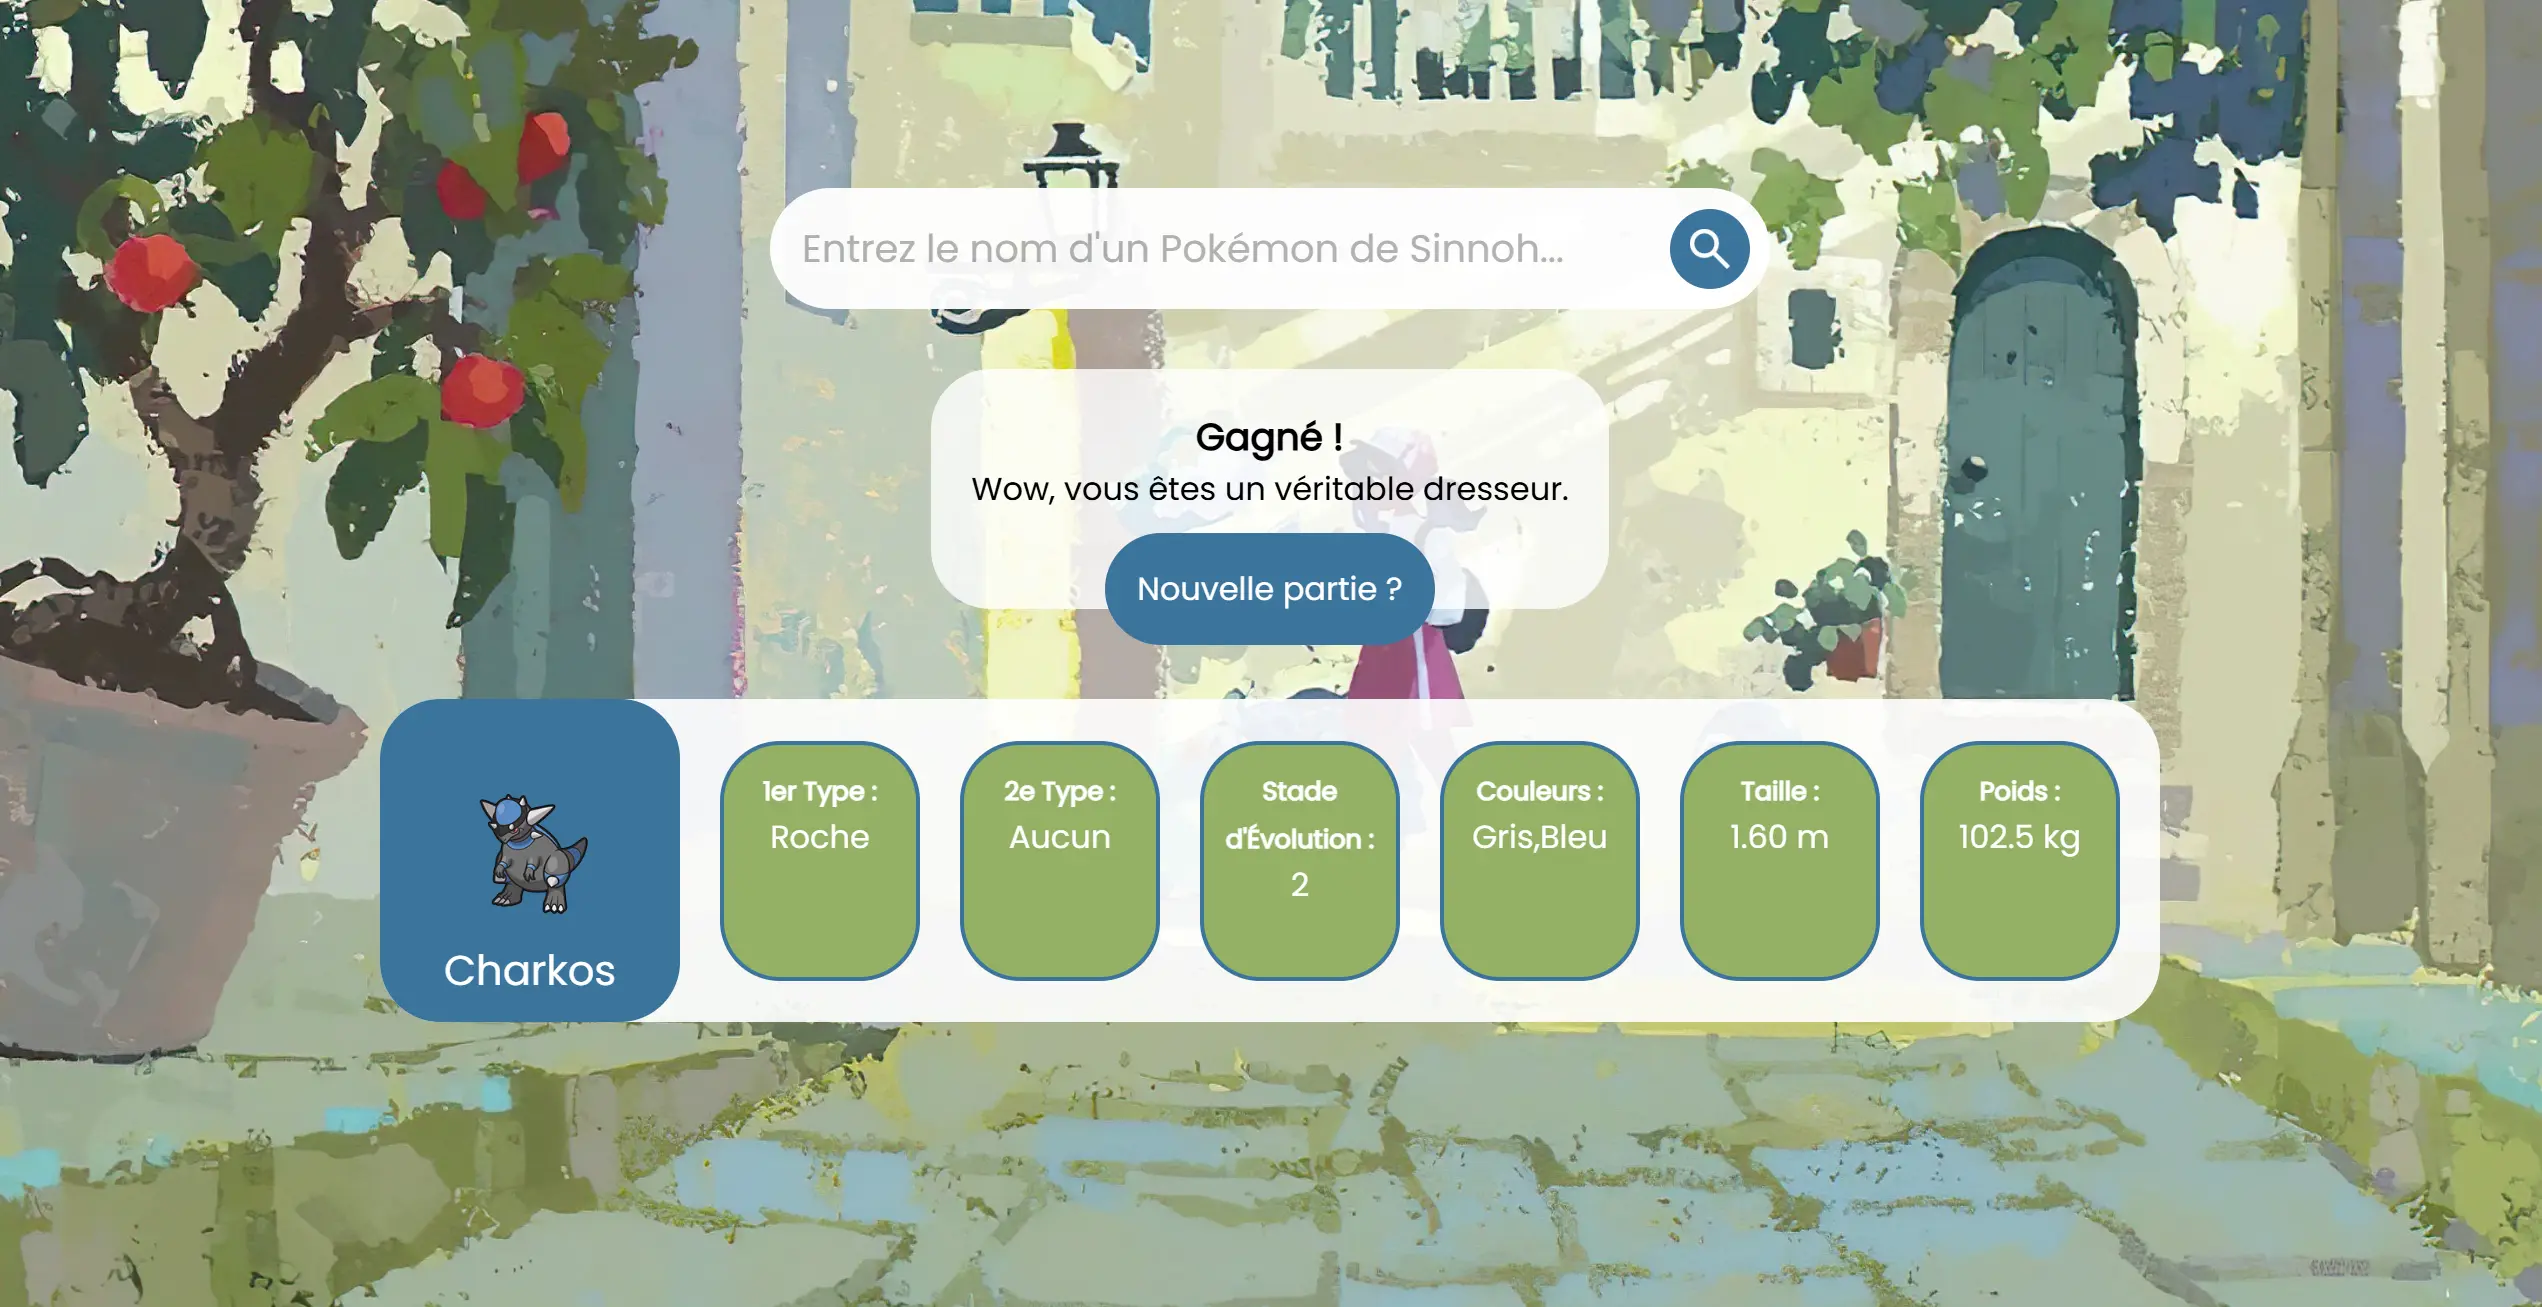 Entrez le nom d'un Pokémon de Sinnoh...
Gagné !
Wow, vous êtes un véritable dresseur.
Nouvelle partie ?
Charkos
1er Type :
Roche
2e Type :
Aucun
Stade
d'Évolution :
2
Couleurs :
Gris,Bleu
Taille :
1.60 m
Poids :
102.5 kg